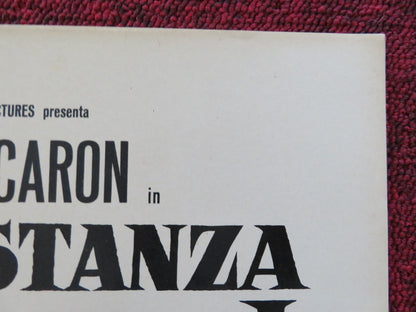 CTURES presenta
CARON in
STANZA